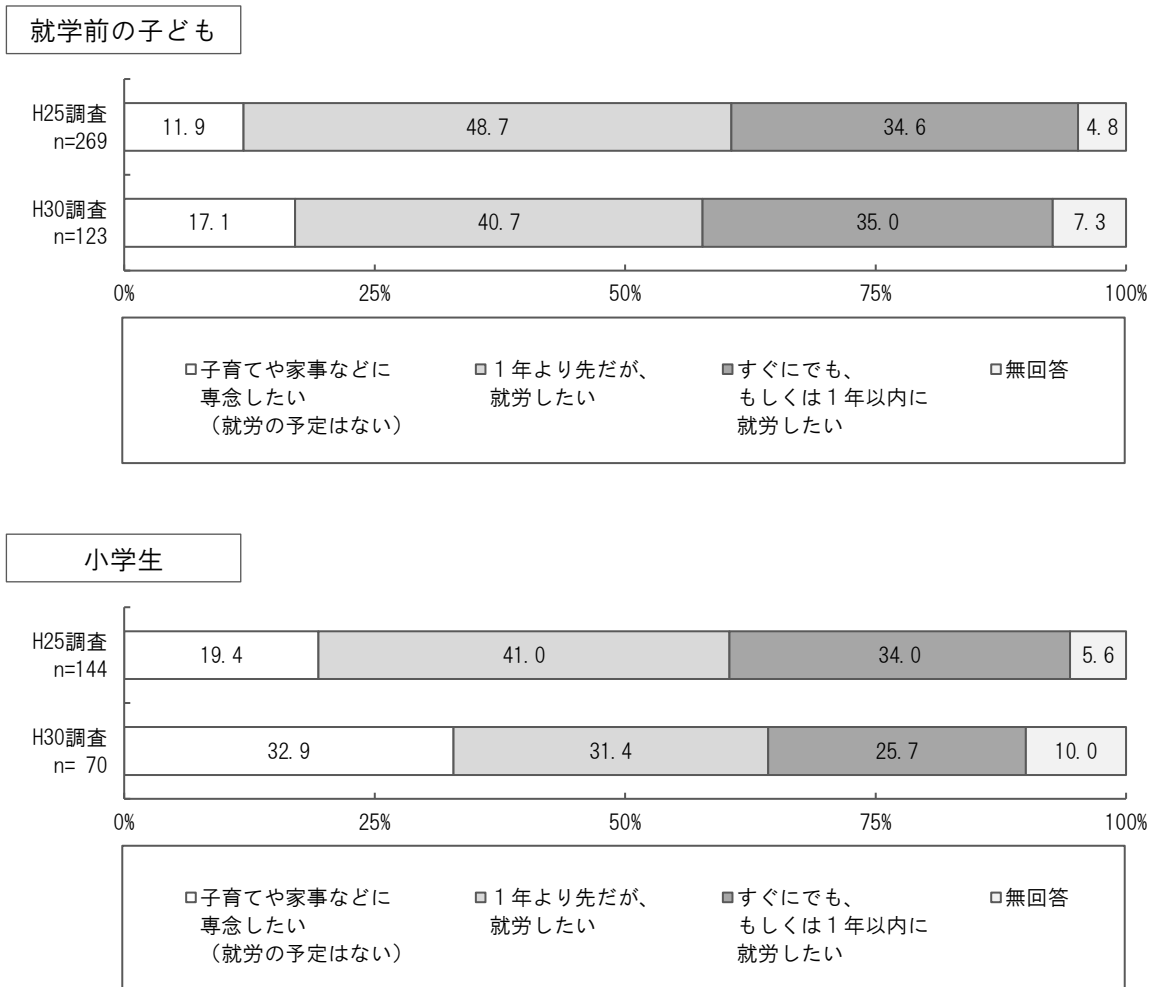 就学前の子ども
H25調査
n=269
11.9 48.7 34.6 4.8
H30調査
n=123
17.1 40.7 35.0 7.3
0% 25% 50% 75% 100%
子育てや家事などに
専念したい
（就労の予定はない）
１年より先だが、
就労したい
すぐにでも、
もしくは１年以内に
就労したい
無回答
小学生
H25調査
n=144
19.4 41.0 34.0 5.6
H30調査
n= 70
32.9 31.4 25.7 10.0
0% 25% 50% 75% 100%
子育てや家事などに
専念したい
（就労の予定はない）
１年より先だが、
就労したい
すぐにでも、
もしくは１年以内に
就労したい
無回答